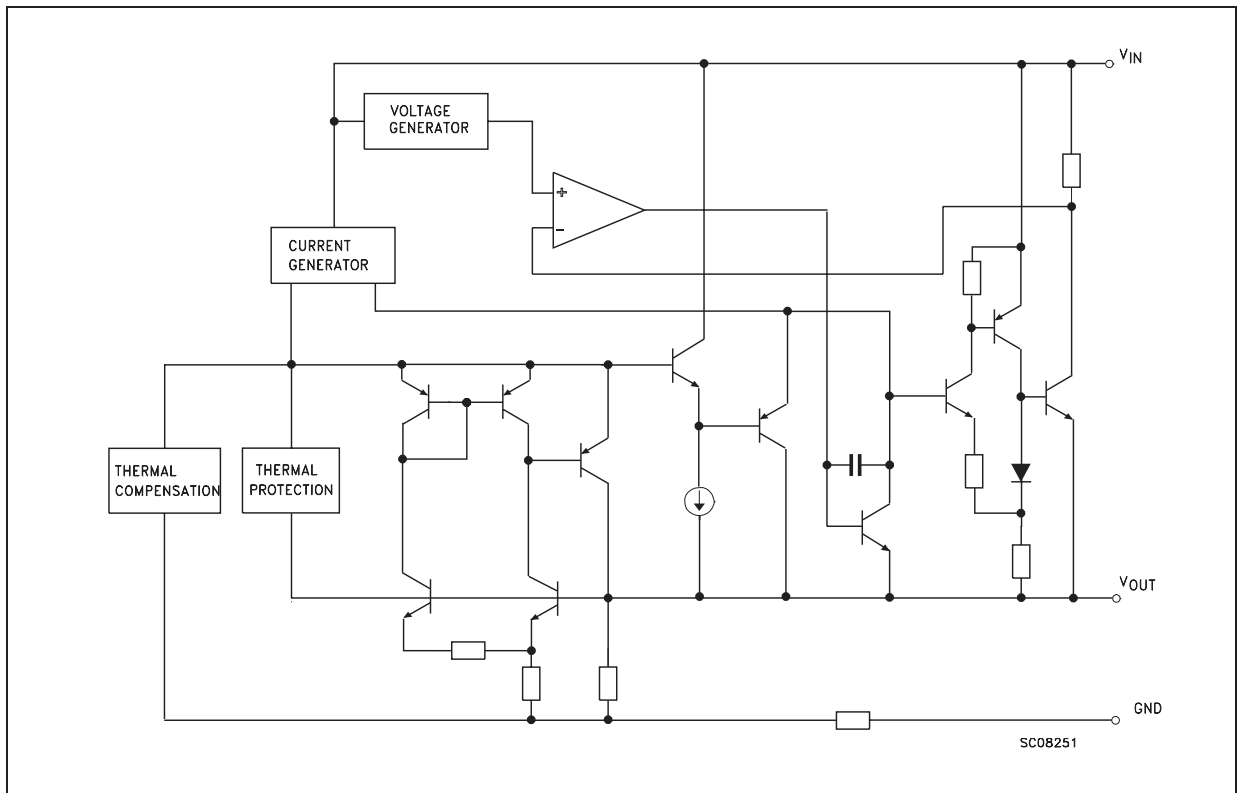 VIN
VOLTAGE
GENERATOR
+
−
CURRENT
GENERATOR
THERMAL
COMPENSATION
THERMAL
PROTECTION
VOUT
GND
SC08251